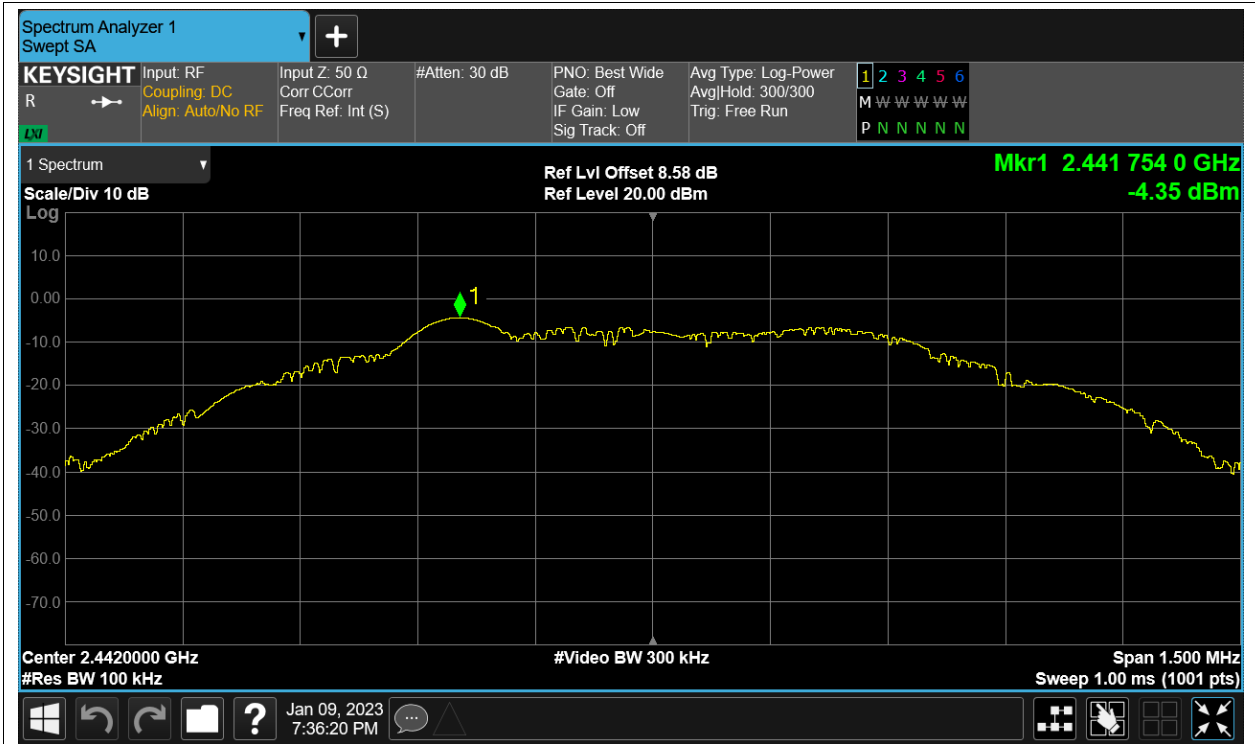 Spectrum Analyzer 1
Swept SA
KEYSIGHT
R
LXI
Input: RF
Coupling: DC
Align: Auto/No RF
Input Z: 50 Ω
Corr CCorr
Freq Ref: Int (S)
#Atten: 30 dB
PNO: Best Wide
Gate: Off
IF Gain: Low
Sig Track: Off
Avg Type: Log-Power
Avg|Hold: 300/300
Trig: Free Run
1 2 3 4 5 6
M W W W W W W
P N N N N N N
1 Spectrum
Scale/Div 10 dB
Log
Ref Lvl Offset 8.58 dB
Ref Level 20.00 dBm
Mkr1 2.441 754 0 GHz
-4.35 dBm
10.0
0.00
-10.0
-20.0
-30.0
-40.0
-50.0
-60.0
-70.0
1
Center 2.4420000 GHz
#Res BW 100 kHz
#Video BW 300 kHz
Span 1.500 MHz
Sweep 1.00 ms (1001 pts)
?
Jan 09, 2023
7:36:20 PM